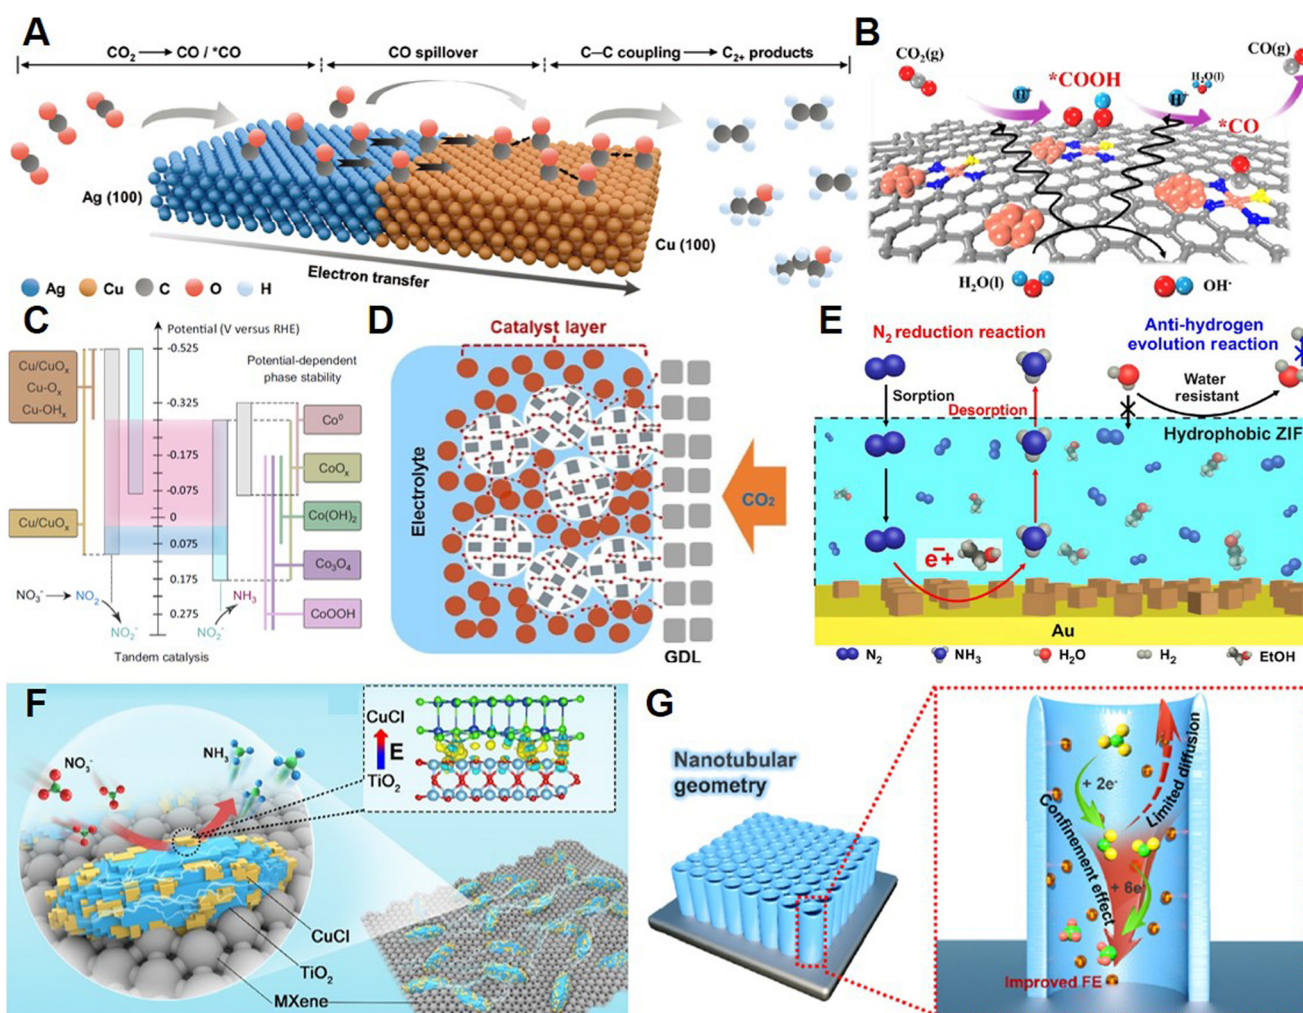 A
CO₂ → CO / *CO
CO spillover
C–C coupling → C₂₊ products
Ag (100)
Cu (100)
Electron transfer
Ag Cu C O H
B
CO₂(g)
H⁺
*COOH
H⁺
H₂O(l)
CO(g)
*CO
H₂O(l)
OH⁻
C
Potential (V versus RHE)
-0.525
-0.325
-0.175
-0.075
0
0.075
0.175
0.275
Cu/CuOₓ
Cu-Oₓ
Cu-OHₓ
Cu/CuOₓ
Potential-dependent
phase stability
Co⁰
CoOₓ
Co(OH)₂
Co₃O₄
CoOOH
NO₃⁻ → NO₂⁻
NO₂⁻
NO₂⁻
NH₃
Tandem catalysis
D
Catalyst layer
Electrolyte
CO₂
GDL
E
N₂ reduction reaction
Anti-hydrogen
evolution reaction
Sorption
Desorption
Water
resistant
Hydrophobic ZIF
e⁻+
Au
N₂ NH₃ H₂O H₂ EtOH
F
NO₃⁻
NH₃
CuCl
E
TiO₂
CuCl
TiO₂
MXene
G
Nanotubular
geometry
+ 2e⁻
Limited diffusion
Confinement effect
+ 6e⁻
Improved FE